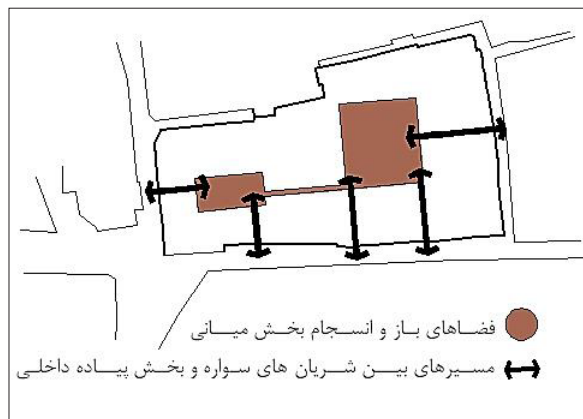 فضاهای باز و انسجام بخش میانی
مسیرهای بین شریان های سواره و بخش پیاده داخلی